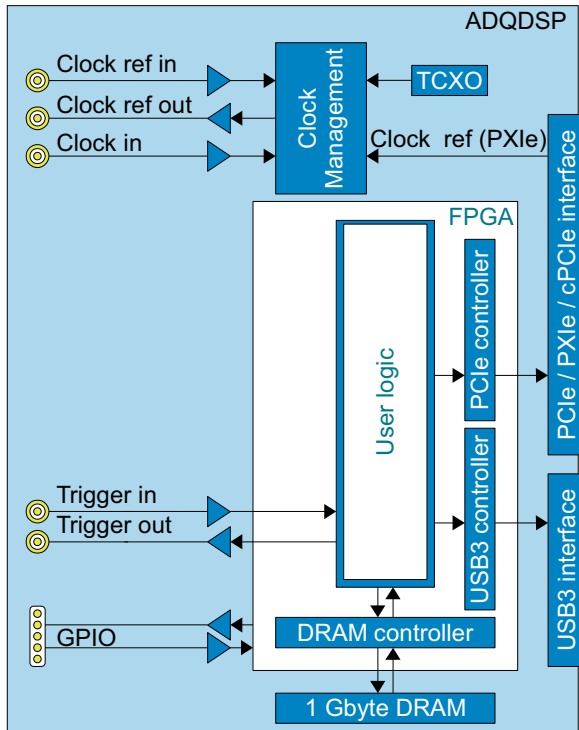 ADQDSP
Clock ref in
Clock ref out
Clock in
Clock
Management
TCXO
Clock ref (PXIe)
PCIe / PXIe / cPCIe interface
FPGA
User logic
PCIe controller
USB3 controller
USB3 interface
Trigger in
Trigger out
GPIO
DRAM controller
1 Gbyte DRAM